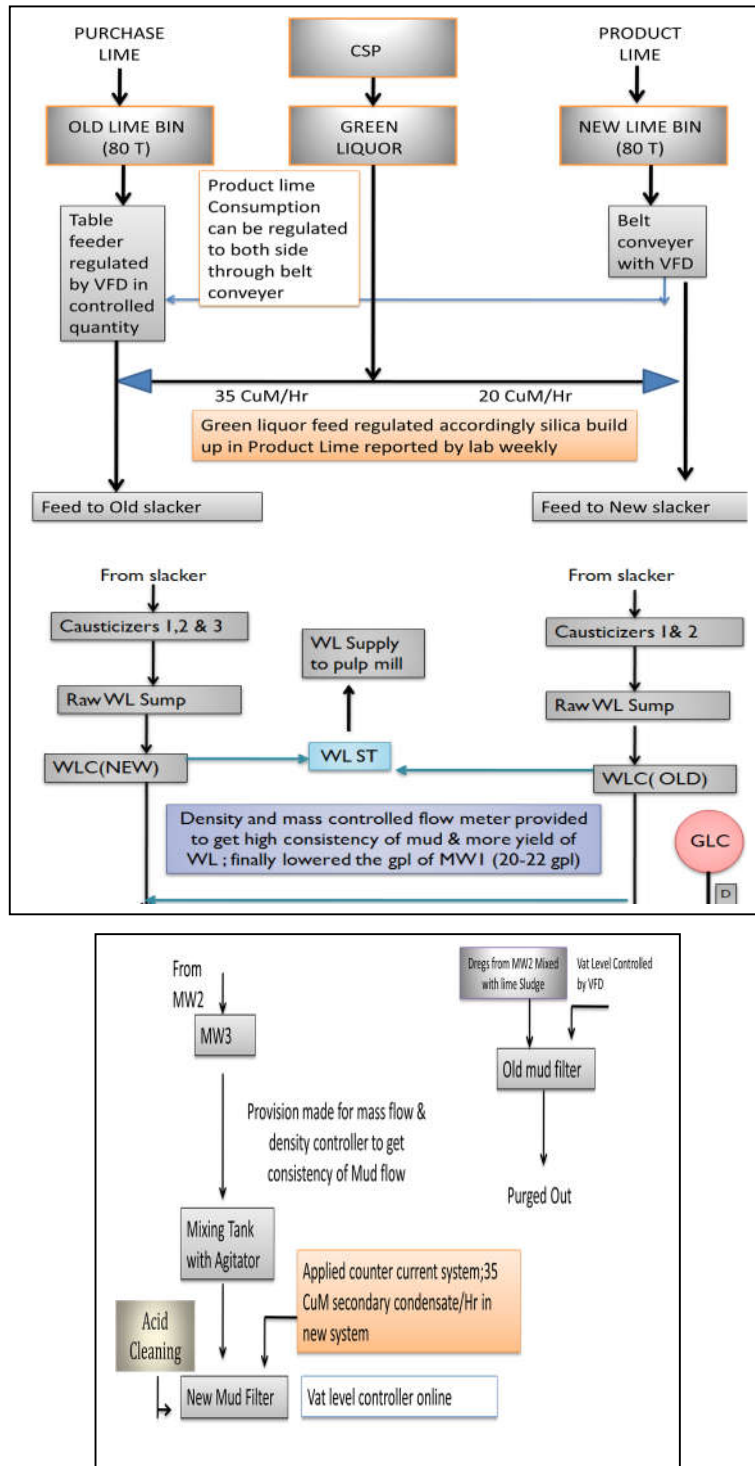 PURCHASE
LIME
CSP
PRODUCT
LIME
OLD LIME BIN
(80 T)
GREEN
LIQUOR
NEW LIME BIN
(80 T)
Table
feeder
regulated
by VFD in
controlled
quantity
Product lime
Consumption
can be regulated
to both side
through belt
conveyer
Belt
conveyer
with VFD
35 CuM/Hr
20 CuM/Hr
Green liquor feed regulated accordingly silica build
up in Product Lime reported by lab weekly
Feed to Old slacker
Feed to New slacker
From slacker
From slacker
Causticizers 1,2 & 3
WL Supply
to pulp mill
Causticizers 1& 2
Raw WL Sump
Raw WL Sump
WLC(NEW)
WL ST
WLC( OLD)
Density and mass controlled flow meter provided
to get high consistency of mud & more yield of
WL ; finally lowered the gpl of MW1 (20-22 gpl)
GLC
D
From
MW2
MW3
Dregs from MW2 Mixed
with lime Sludge
Vat Level Controlled
by VFD
Old mud filter
Purged Out
Provision made for mass flow &
density controller to get
consistency of Mud flow
Mixing Tank
with Agitator
Applied counter current system;35
CuM secondary condensate/Hr in
new system
Acid
Cleaning
New Mud Filter
Vat level controller online